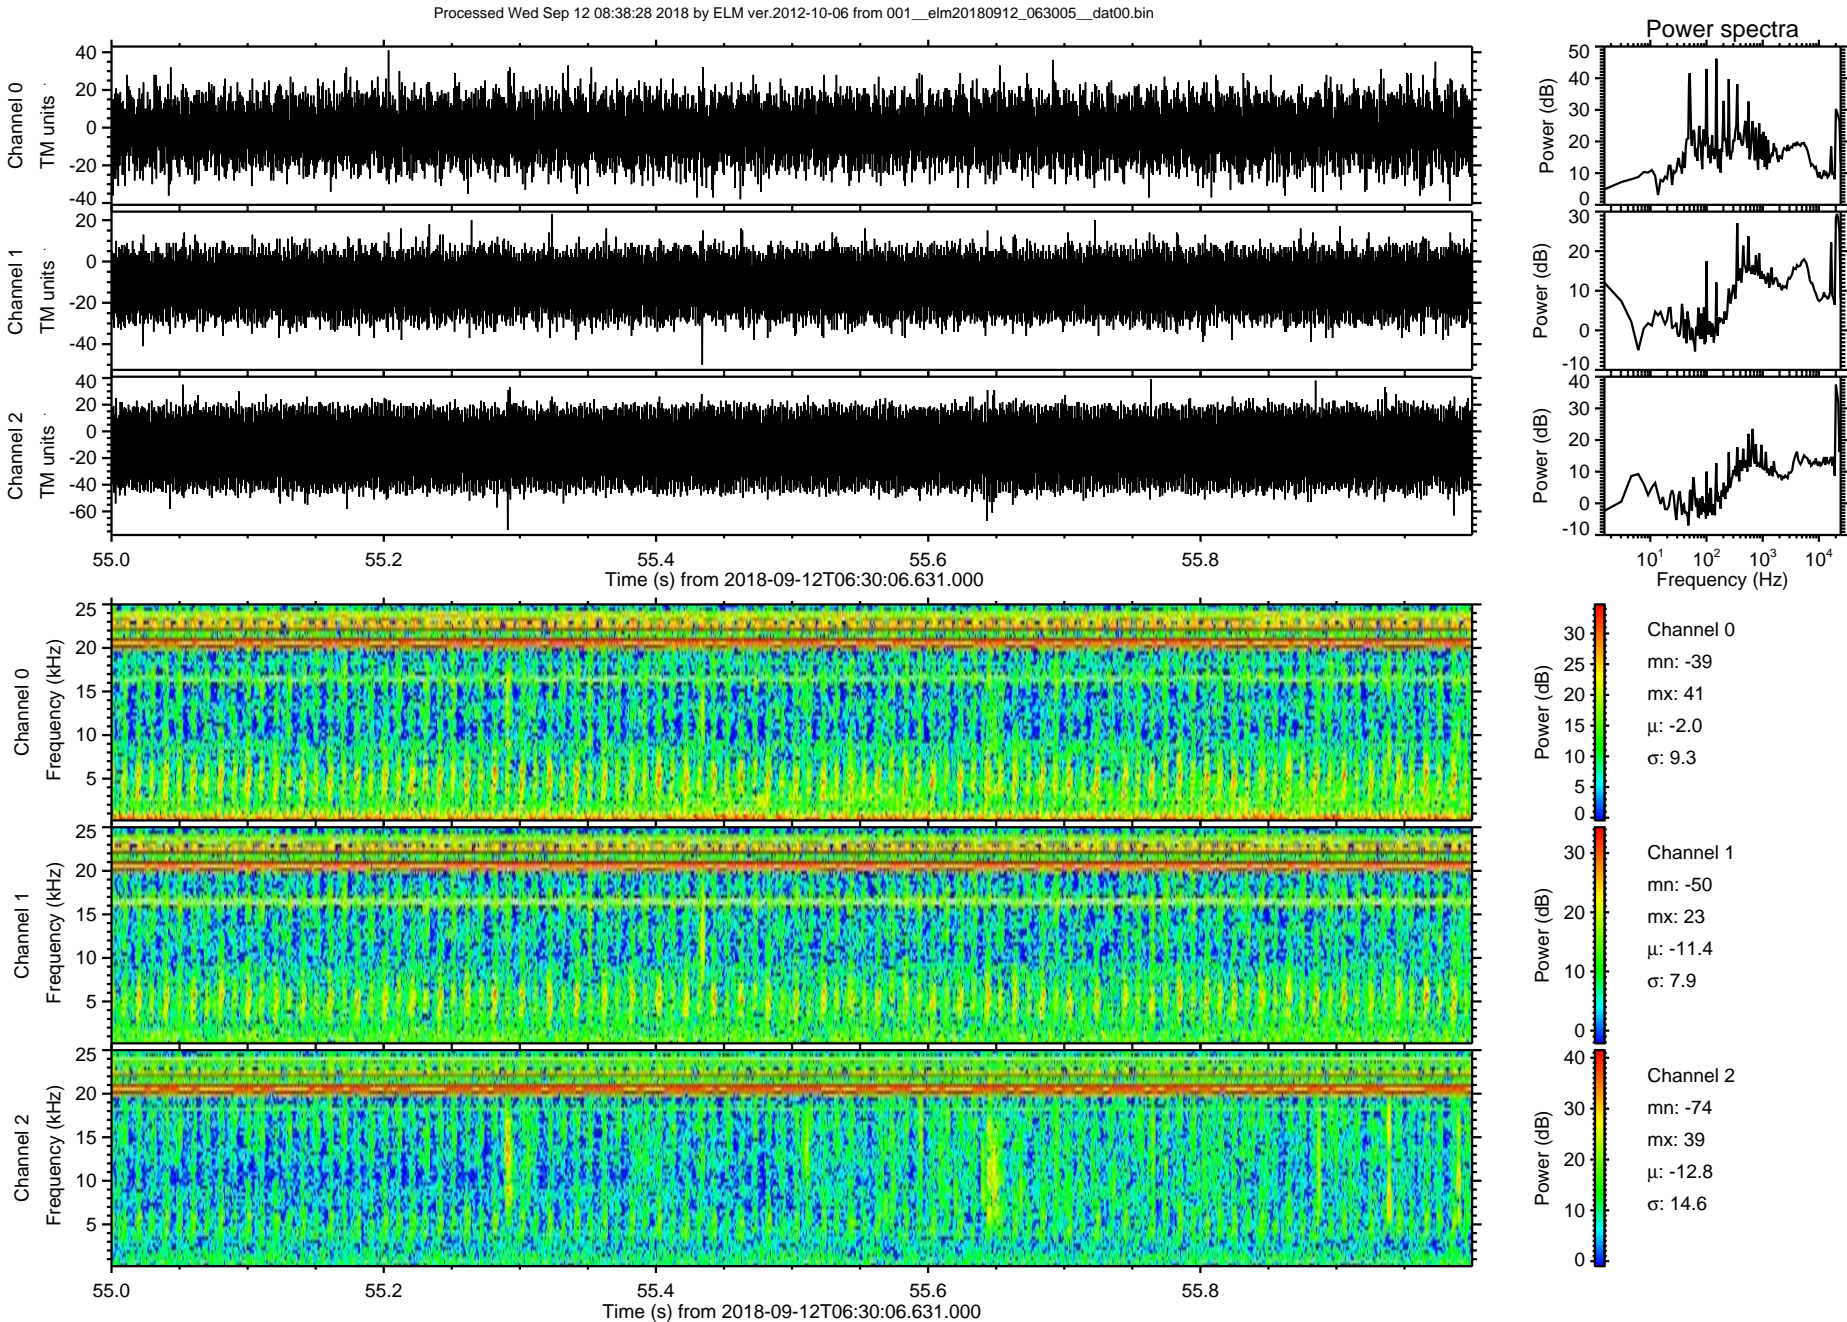 Processed Wed Sep 12 08:38:28 2018 by ELM ver.2012-10-06 from 001__elm20180912_063005__dat00.bin
Power spectra
Channel 0
TM units
40
20
0
-20
-40
Power (dB)
50
40
30
20
10
0
Channel 1
TM units
20
0
-20
-40
Power (dB)
30
20
10
0
-10
Channel 2
TM units
40
20
0
-20
-40
-60
Power (dB)
40
30
20
10
0
-10
55.0 55.2 55.4 55.6 55.8
Time (s) from 2018-09-12T06:30:06.631.000
10^1 10^2 10^3 10^4
Frequency (Hz)
Channel 0
Frequency (kHz)
25
20
15
10
5
Power (dB)
30
25
20
15
10
5
0
Channel 0
mn: -39
mx: 41
μ: -2.0
σ: 9.3
Channel 1
Frequency (kHz)
25
20
15
10
5
Power (dB)
30
20
10
0
Channel 1
mn: -50
mx: 23
μ: -11.4
σ: 7.9
Channel 2
Frequency (kHz)
25
20
15
10
5
Power (dB)
40
30
20
10
0
Channel 2
mn: -74
mx: 39
μ: -12.8
σ: 14.6
55.0 55.2 55.4 55.6 55.8
Time (s) from 2018-09-12T06:30:06.631.000